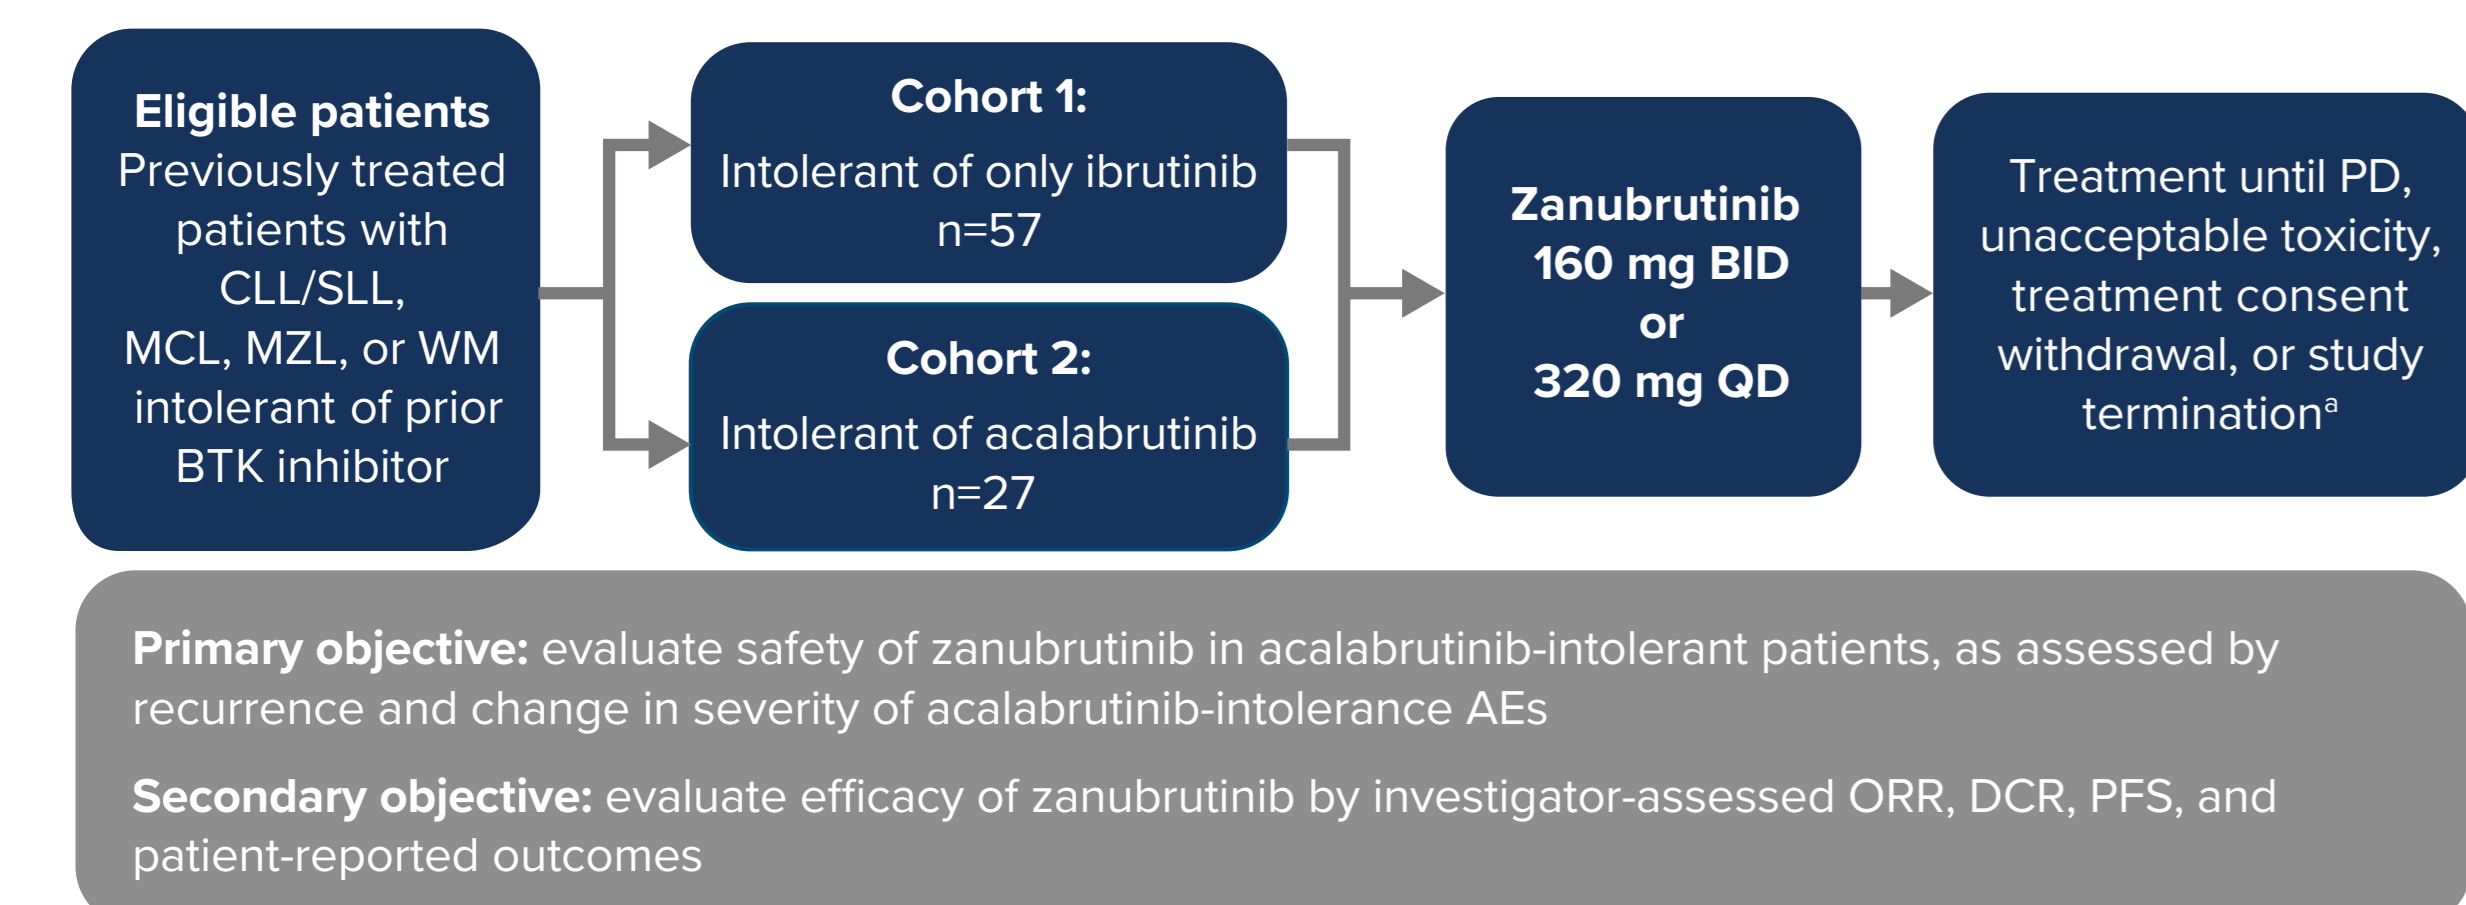 Eligible patients
Previously treated
patients with
CLL/SLL,
MCL, MZL, or WM
intolerant of prior
BTK inhibitor
Cohort 1:
Intolerant of only ibrutinib
n=57
Cohort 2:
Intolerant of acalabrutinib
n=27
Zanubrutinib
160 mg BID
or
320 mg QD
Treatment until PD,
unacceptable toxicity,
treatment consent
withdrawal, or study
terminationᵃ
Primary objective: evaluate safety of zanubrutinib in acalabrutinib-intolerant patients, as assessed by
recurrence and change in severity of acalabrutinib-intolerance AEs
Secondary objective: evaluate efficacy of zanubrutinib by investigator-assessed ORR, DCR, PFS, and
patient-reported outcomes